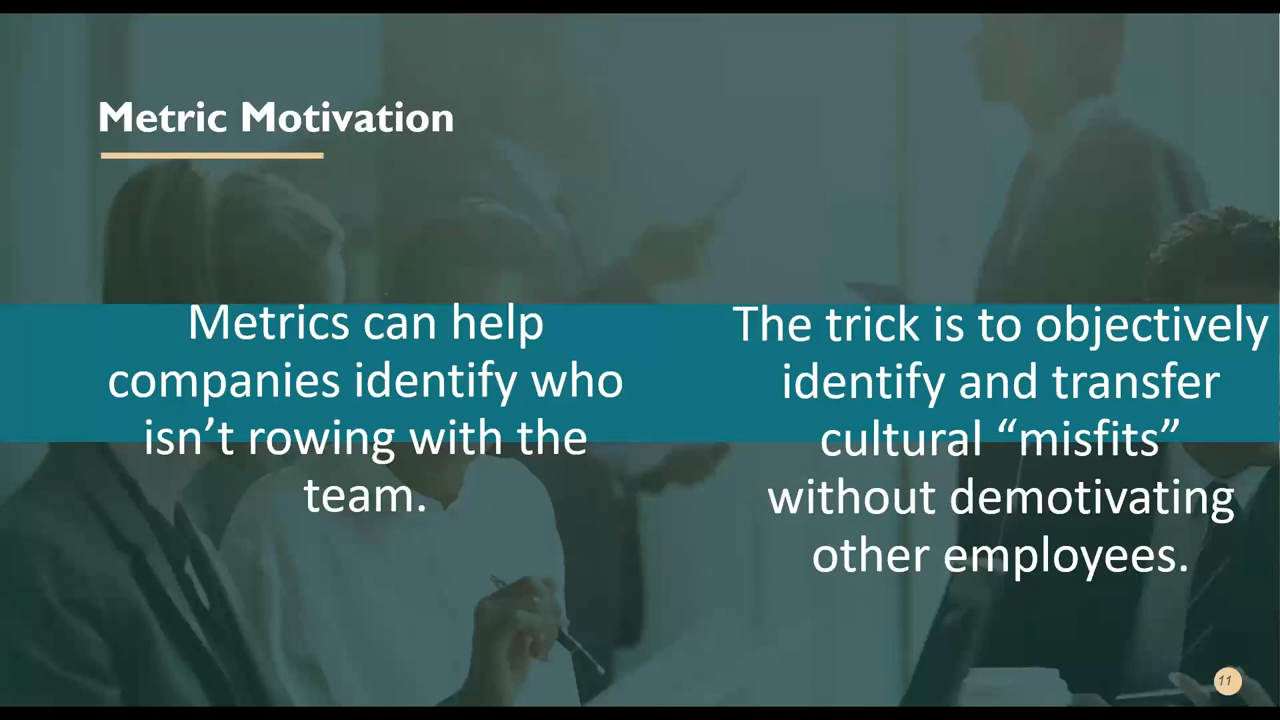 Metric Motivation
Metrics can help
companies identify who
isn’t rowing with the
team.
The trick is to objectively
identify and transfer
cultural “misfits”
without demotivating
other employees.
11